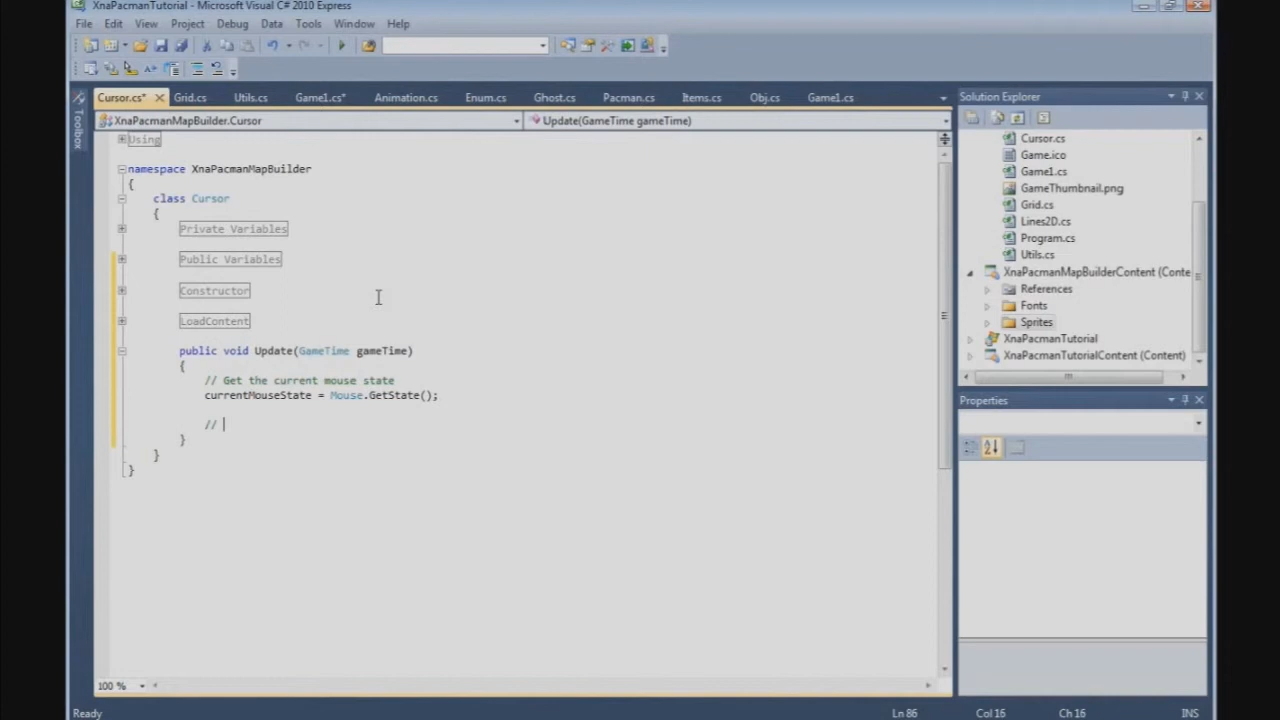 XnaPacmanTutorial - Microsoft Visual C# 2010 Express
File Edit View Project Debug Data Tools Window Help
Toolbox
Cursor.cs* Grid.cs Utils.cs Game1.cs* Animation.cs Enum.cs Ghost.cs Pacman.cs Items.cs Obj.cs Game1.cs
XnaPacmanMapBuilder.Cursor Update(GameTime gameTime)
Using
namespace XnaPacmanMapBuilder
{
class Cursor
{
Private Variables
Public Variables
Constructor
LoadContent
public void Update(GameTime gameTime)
{
// Get the current mouse state
currentMouseState = Mouse.GetState();
//
}
}
}
100 %
Solution Explorer
Cursor.cs
Game.ico
Game1.cs
GameThumbnail.png
Grid.cs
Lines2D.cs
Program.cs
Utils.cs
XnaPacmanMapBuilderContent (Conte
References
Fonts
Sprites
XnaPacmanTutorial
XnaPacmanTutorialContent (Content)
Properties
Ready Ln 86 Col 16 Ch 16 INS